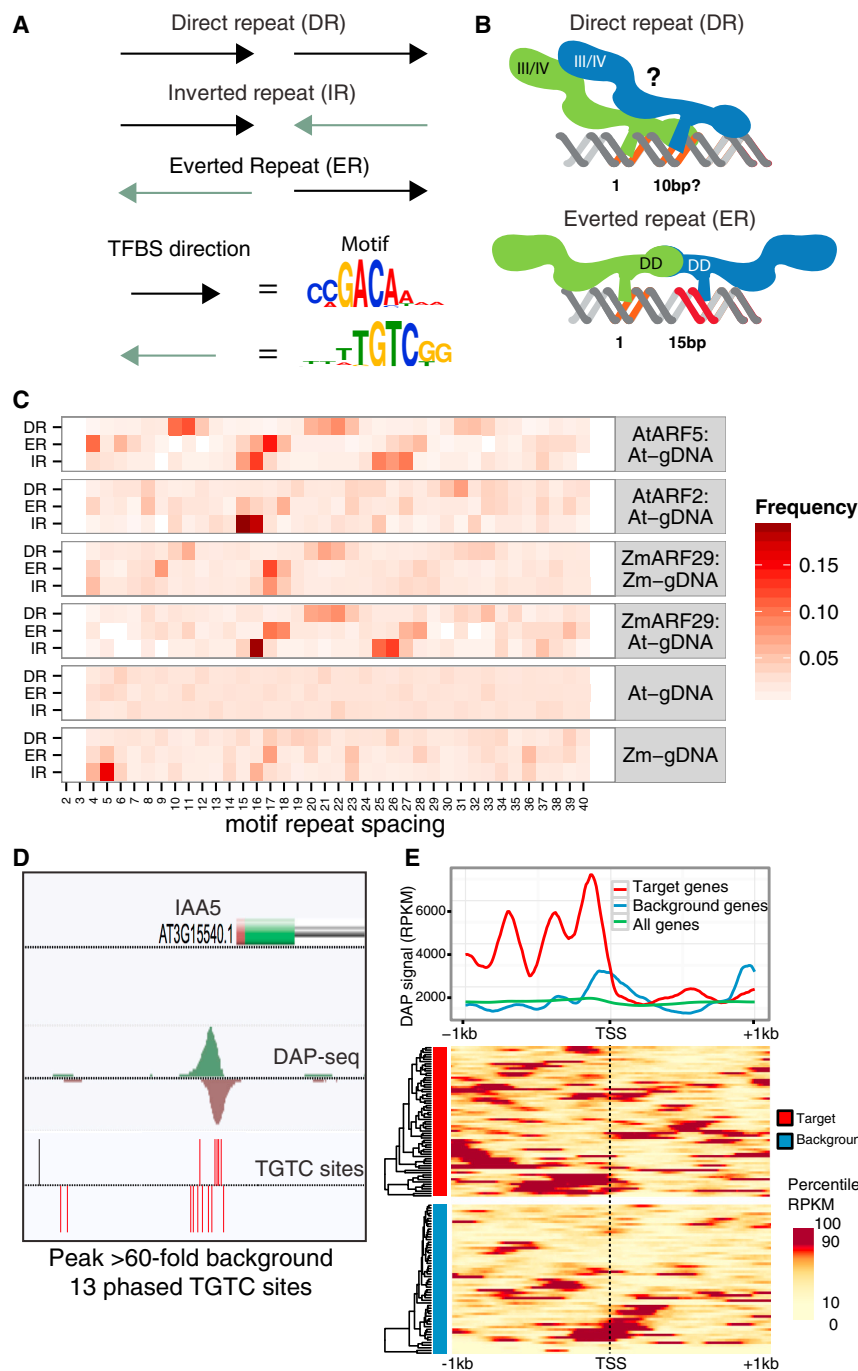 A
Direct repeat (DR)
Inverted repeat (IR)
Everted Repeat (ER)
TFBS direction
Motif
=
CCGACAA
=
TTGTCGG
B
Direct repeat (DR)
III/IV
III/IV
?
1
10bp?
Everted repeat (ER)
DD
DD
1
15bp
C
DR
ER
IR
AtARF5:
At-gDNA
DR
ER
IR
AtARF2:
At-gDNA
DR
ER
IR
ZmARF29:
Zm-gDNA
DR
ER
IR
ZmARF29:
At-gDNA
DR
ER
IR
At-gDNA
DR
ER
IR
Zm-gDNA
2 3 4 5 6 7 8 9 10 11 12 13 14 15 16 17 18 19 20 21 22 23 24 25 26 27 28 29 30 31 32 33 34 35 36 37 38 39 40
motif repeat spacing
Frequency
0.15
0.10
0.05
D
IAA5
AT3G15540.1
DAP-seq
TGTC sites
Peak >60-fold background
13 phased TGTC sites
E
DAP signal (RPKM)
6000
4000
2000
Target genes
Background genes
All genes
−1kb
TSS
+1kb
Target
Background
Percentile
RPKM
100
90
10
0
-1kb
TSS
+1kb